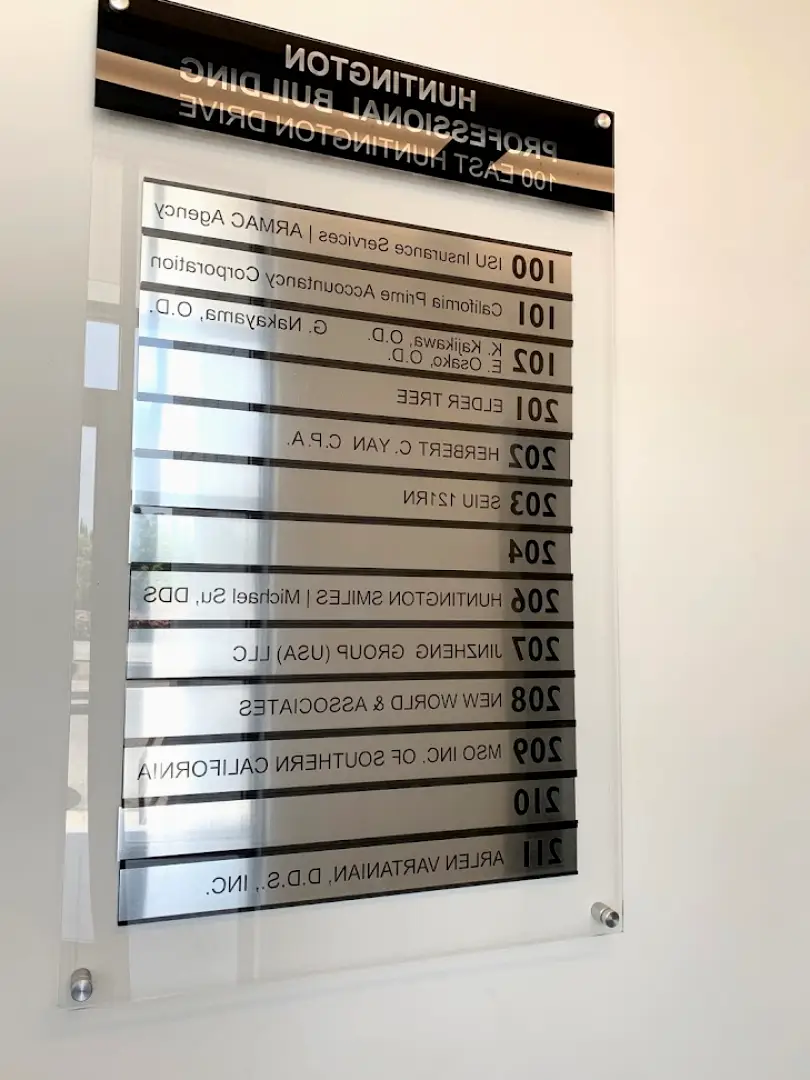 HUNTINGTON
PROFESSIONAL BUILDING
100 EAST HUNTINGTON DRIVE
100 ISU Insurance Services | ARMAC Agency
101 California Prime Accountancy Corporation
102 K. Kajikawa, O.D. G. Nakayama, O.D.
E. Osako, O.D.
201 ELDER TREE
202 HERBERT C. YAN C.P.A.
203 SEIU 121RN
204
206 HUNTINGTON SMILES | Michael Su, DDS
207 JINZHENG GROUP (USA) LLC
208 NEW WORLD & ASSOCIATES
209 MSO INC. OF SOUTHERN CALIFORNIA
210
211 ARLEN VARTANIAN, D.D.S., INC.